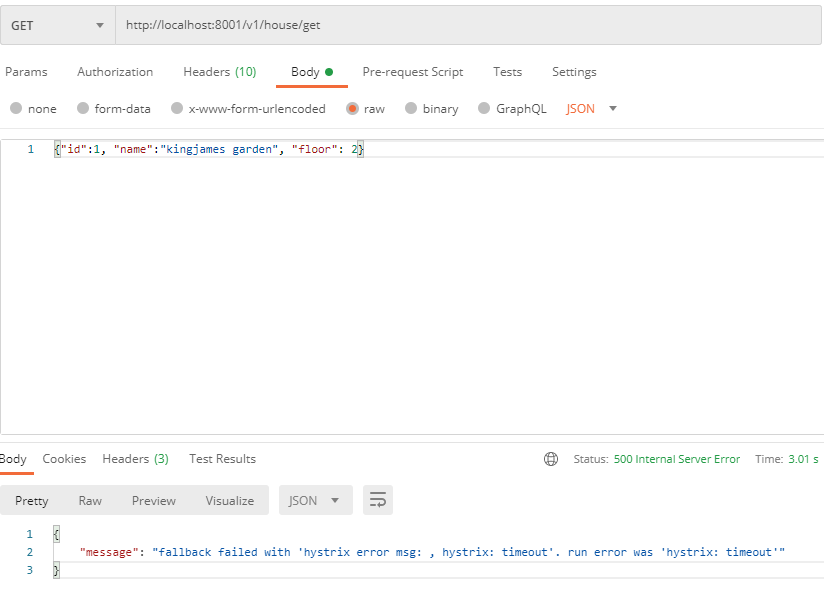 GET http://localhost:8001/v1/house/get
Params Authorization Headers (10) Body Pre-request Script Tests Settings
none form-data x-www-form-urlencoded raw binary GraphQL JSON
1 {"id":1, "name":"kingjames garden", "floor": 2}
Body Cookies Headers (3) Test Results Status: 500 Internal Server Error Time: 3.01 s
Pretty Raw Preview Visualize JSON
1 {
2 "message": "fallback failed with 'hystrix error msg: , hystrix: timeout'. run error was 'hystrix: timeout'"
3 }